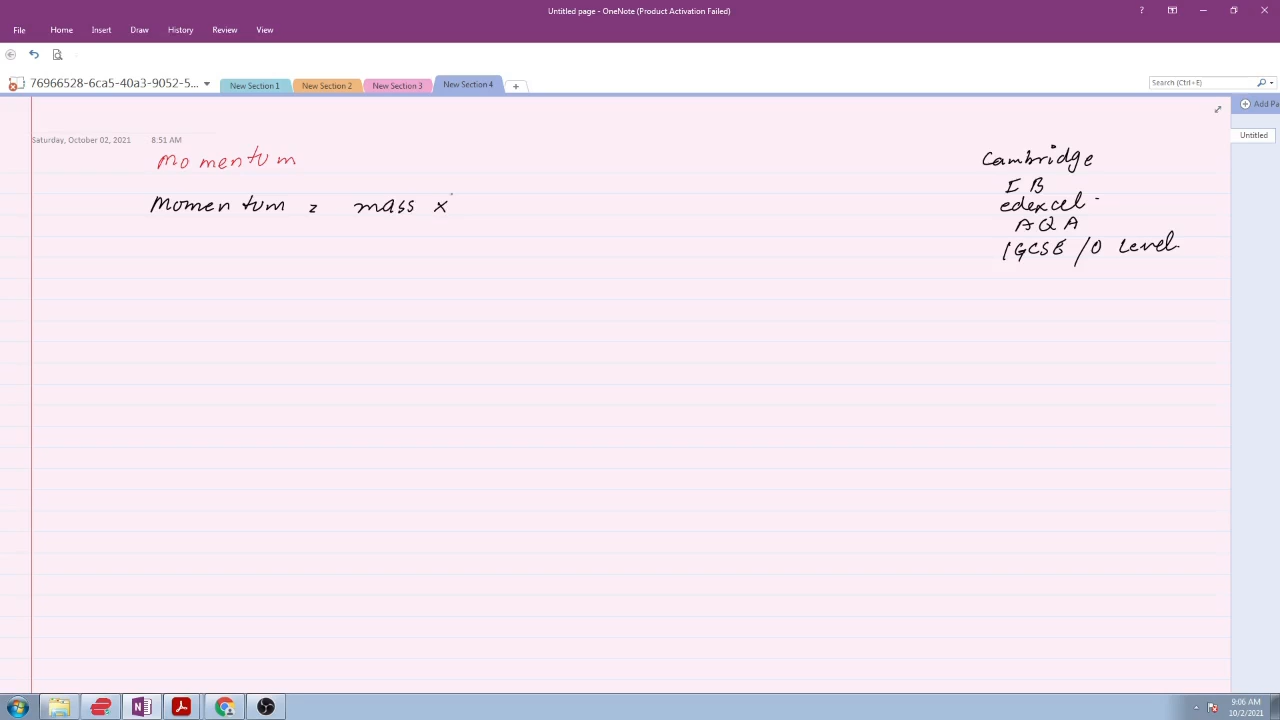 Untitled page - OneNote (Product Activation Failed)
?
File Home Insert Draw History Review View
76966528-6ca5-40a3-9052-5... New Section 1 New Section 2 New Section 3 New Section 4
Search (Ctrl+E)
Add Pa
Untitled
Saturday, October 02, 2021 8:51 AM
Momentum
Momentum = mass ×
Cambridge
IB
edexcel
AQA
IGCSE / O Level
9:06 AM
10/2/2021